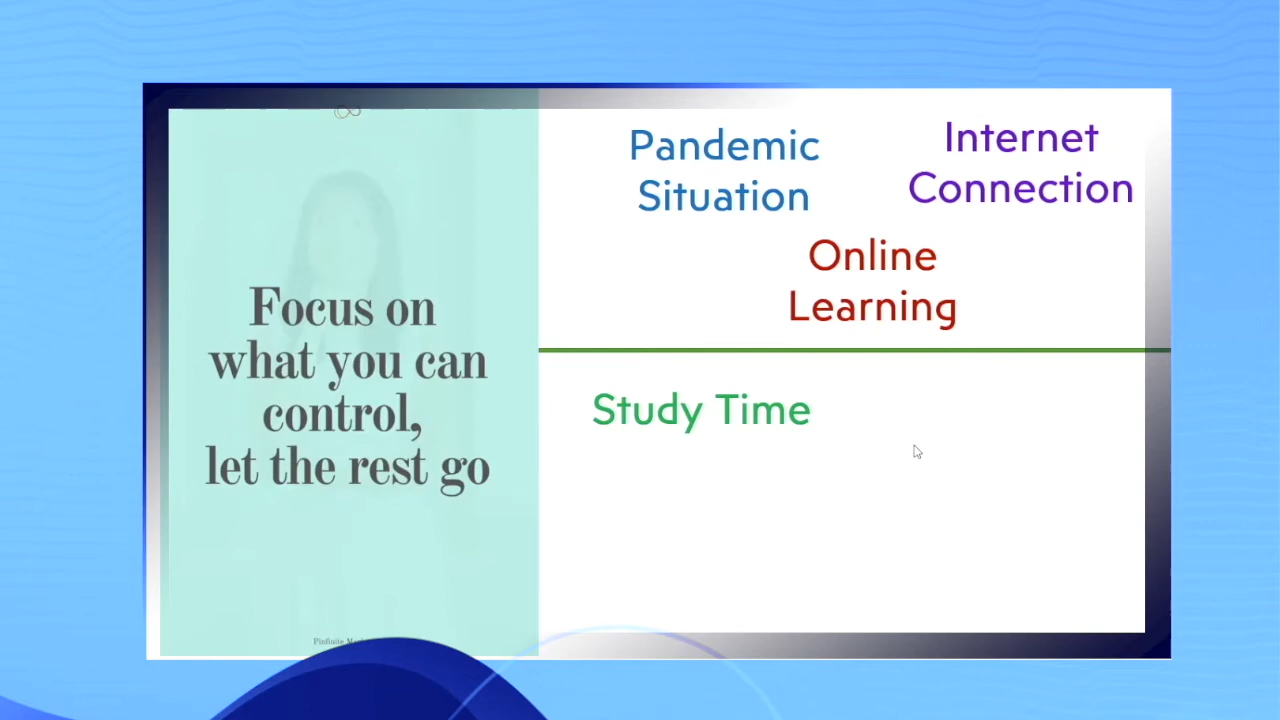 Focus on
what you can
control,
let the rest go
Pandemic
Situation
Internet
Connection
Online
Learning
Study Time